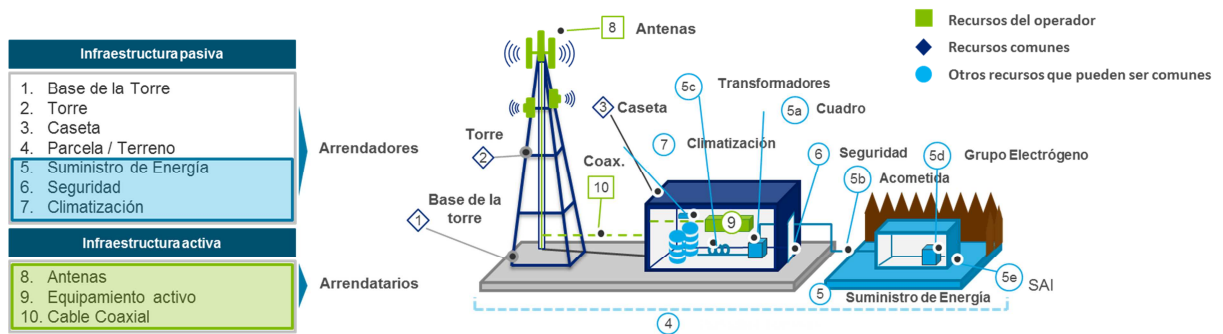 Infraestructura pasiva
1. Base de la Torre
2. Torre
3. Caseta
4. Parcela / Terreno
5. Suministro de Energía
6. Seguridad
7. Climatización
Arrendadores
Infraestructura activa
8. Antenas
9. Equipamiento activo
10. Cable Coaxial
Arrendatarios
8 Antenas
Recursos del operador
Recursos comunes
Otros recursos que pueden ser comunes
5c Transformadores
5a Cuadro
3 Caseta
7 Climatización
Torre
2
Coax.
10
6 Seguridad
5d Grupo Electrógeno
5b Acometida
1 Base de la
torre
9
5e SAI
5 Suministro de Energía
4